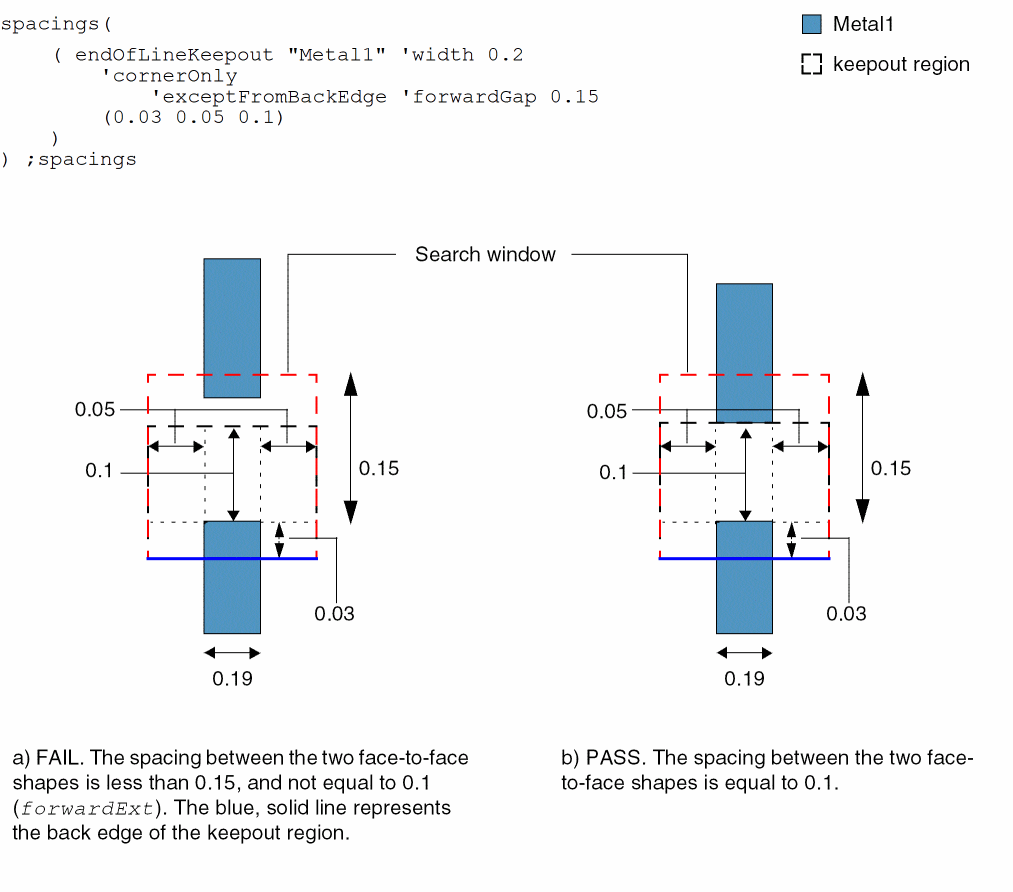 spacings(
( endOfLineKeepout "Metal1" 'width 0.2
'cornerOnly
'exceptFromBackEdge 'forwardGap 0.15
(0.03 0.05 0.1)
)
) ;spacings
Metal1
keepout region
Search window
0.05
0.1
0.15
0.03
0.19
0.05
0.1
0.15
0.03
0.19
a) FAIL. The spacing between the two face-to-face
shapes is less than 0.15, and not equal to 0.1
(forwardExt). The blue, solid line represents
the back edge of the keepout region.
b) PASS. The spacing between the two face-
to-face shapes is equal to 0.1.